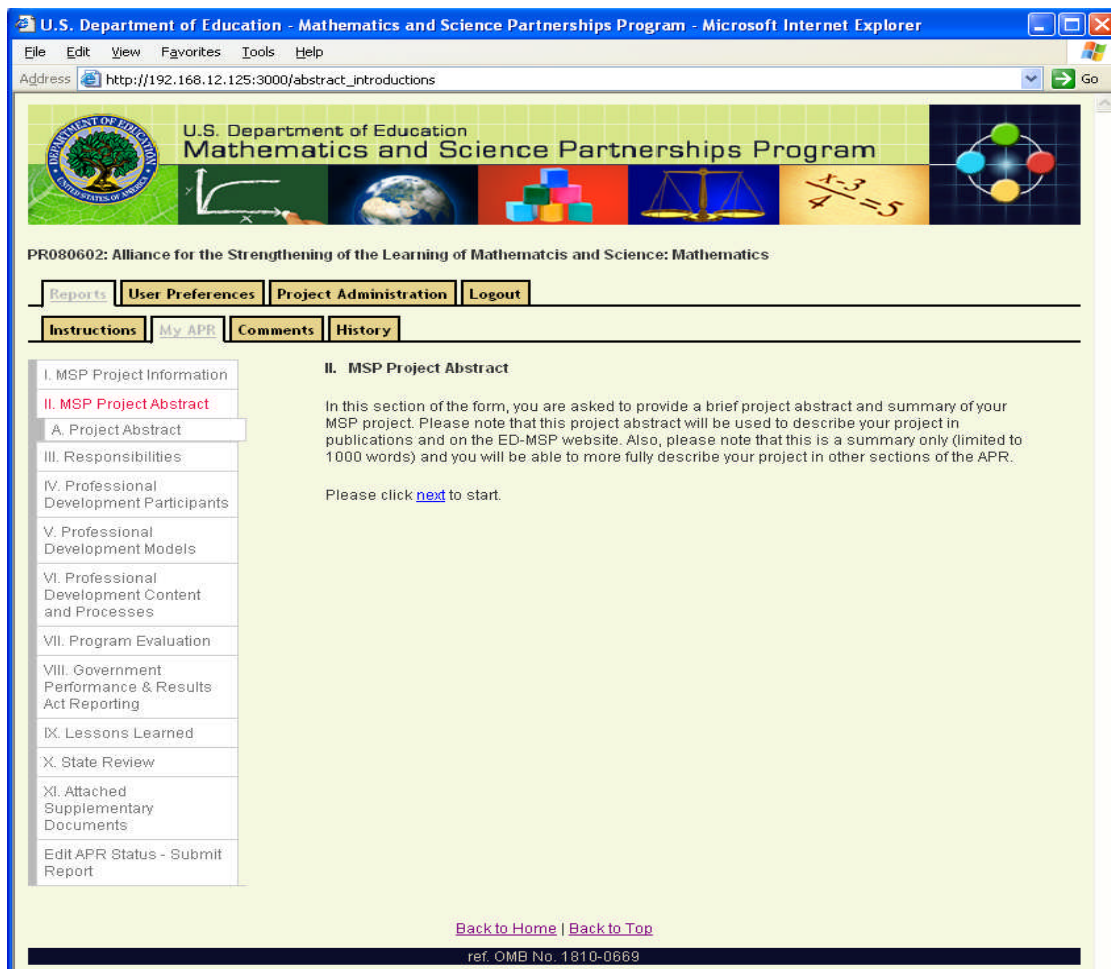 U.S. Department of Education - Mathematics and Science Partnerships Program - Microsoft Internet Explorer
File Edit View Favorites Tools Help
Address http://192.168.12.125:3000/abstract_introductions Go
DEPARTMENT OF EDUCATION
UNITED STATES OF AMERICA
U.S. Department of Education
Mathematics and Science Partnerships Program
y
x
x-3
4 =5
PR080602: Alliance for the Strengthening of the Learning of Mathematcis and Science: Mathematics
Reports User Preferences Project Administration Logout
Instructions My APR Comments History
I. MSP Project Information
II. MSP Project Abstract
A. Project Abstract
III. Responsibilities
IV. Professional
Development Participants
V. Professional
Development Models
VI. Professional
Development Content
and Processes
VII. Program Evaluation
VIII. Government
Performance & Results
Act Reporting
IX. Lessons Learned
X. State Review
XI. Attached
Supplementary
Documents
Edit APR Status - Submit
Report
II. MSP Project Abstract
In this section of the form, you are asked to provide a brief project abstract and summary of your
MSP project. Please note that this project abstract will be used to describe your project in
publications and on the ED-MSP website. Also, please note that this is a summary only (limited to
1000 words) and you will be able to more fully describe your project in other sections of the APR.
Please click next to start.
Back to Home | Back to Top
ref. OMB No. 1810-0669